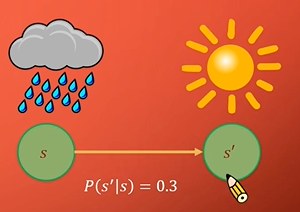 s
s′
P(s′|s) = 0.3